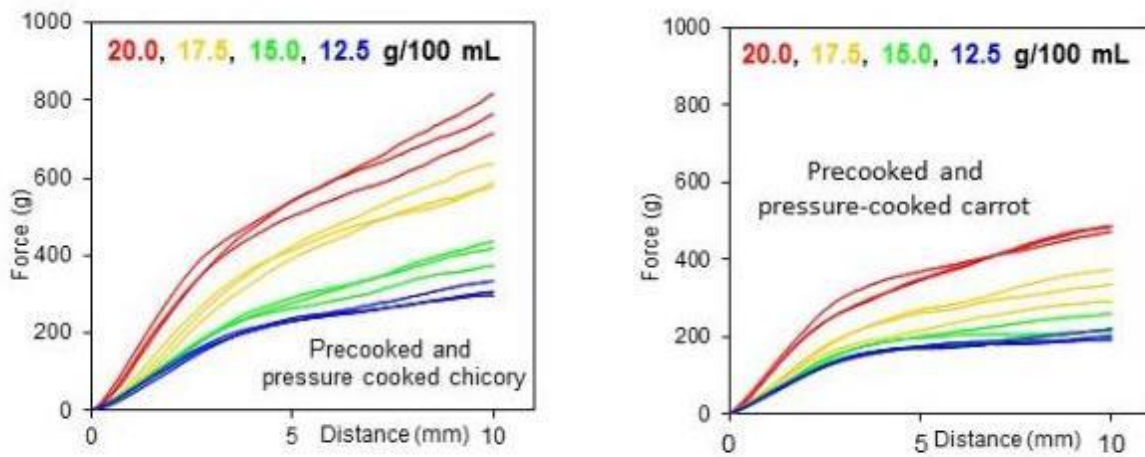 1000
800
600
400
200
0
Force (g)
20.0, 17.5, 15.0, 12.5 g/100 mL
Precooked and
pressure cooked chicory
0
5
Distance (mm)
10
1000
800
600
400
200
0
Force (g)
20.0, 17.5, 15.0, 12.5 g/100 mL
Precooked and
pressure-cooked carrot
0
5
Distance (mm)
10